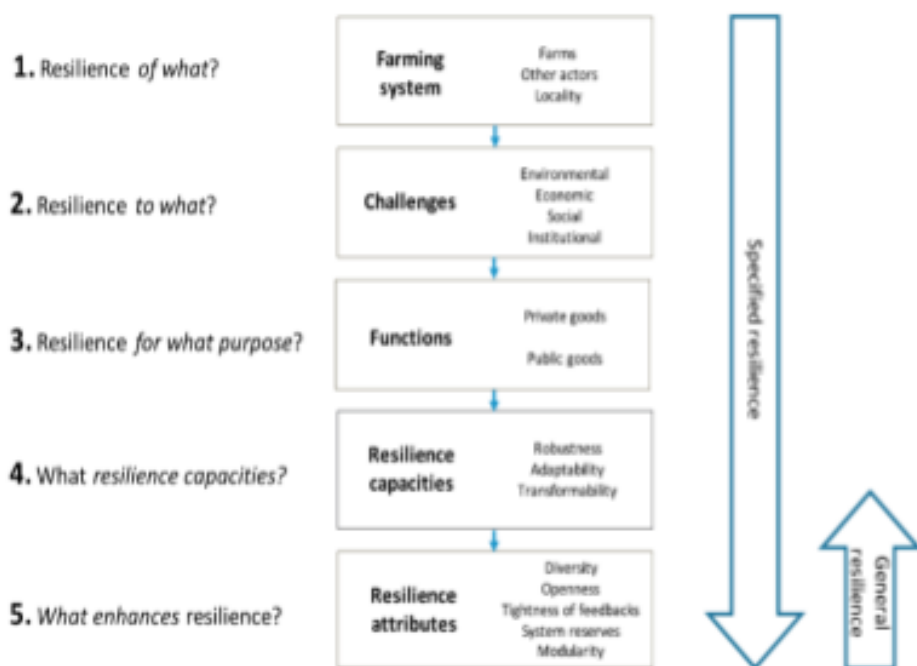 1. Resilience of what?
Farming
system
Farms
Other actors
Locality
2. Resilience to what?
Challenges
Environmental
Economic
Social
Institutional
3. Resilience for what purpose?
Functions
Private goods
Public goods
4. What resilience capacities?
Resilience
capacities
Robustness
Adaptability
Transformability
5. What enhances resilience?
Resilience
attributes
Diversity
Openness
Tightness of feedbacks
System reserves
Modularity
Specified resilience
General
resilience